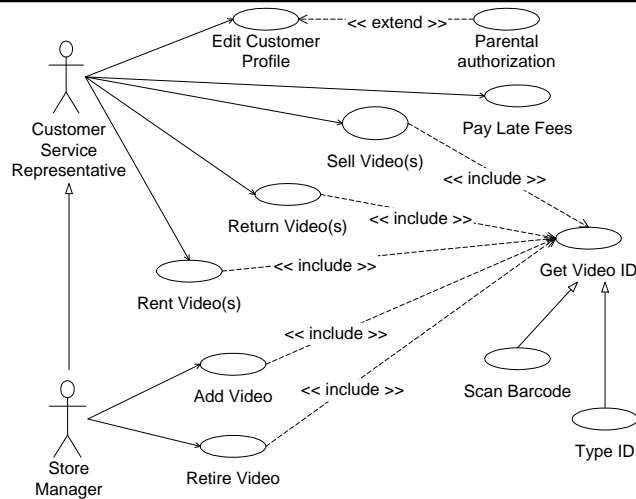 << extend >>
Edit Customer
Profile
Parental
authorization
Customer
Service
Representative
Pay Late Fees
Sell Video(s)
<< include >>
Return Video(s)
<< include >>
Get Video ID
<< include >>
Rent Video(s)
<< include >>
Add Video
<< include >>
Scan Barcode
Type ID
Retire Video
Store
Manager